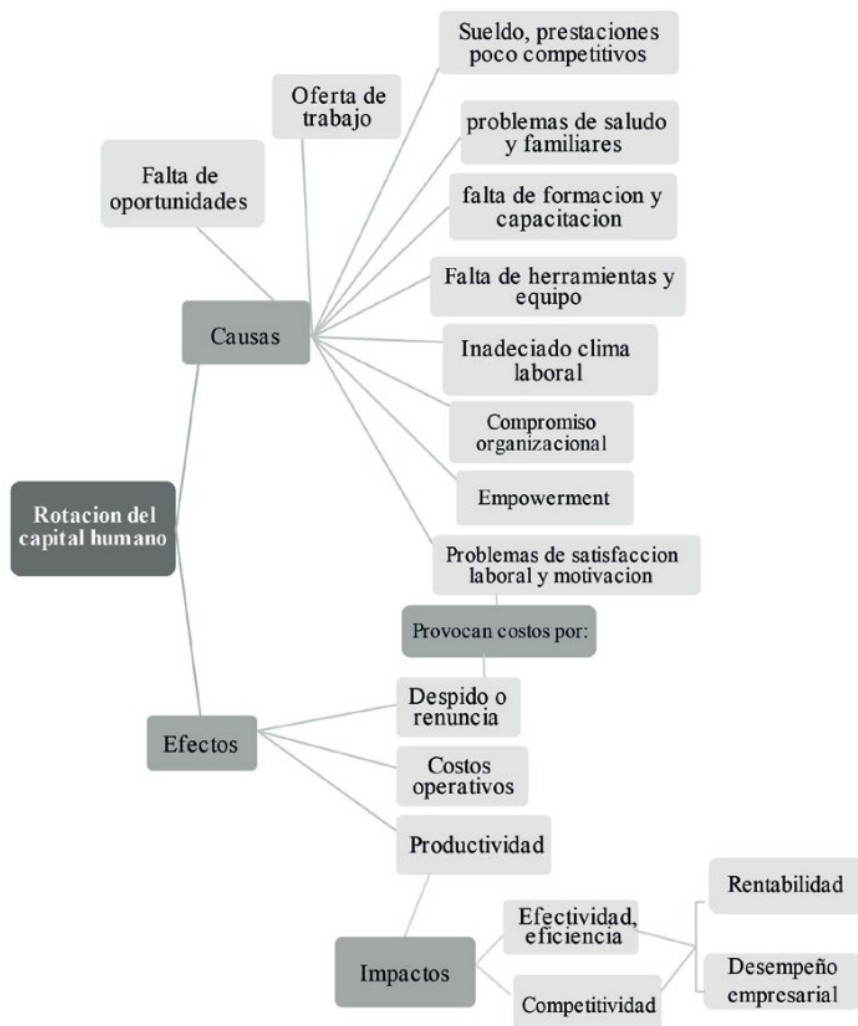 Sueldo, prestaciones
poco competitivos
Oferta de
trabajo
problemas de saludo
y familiares
Falta de
oportunidades
falta de formacion y
capacitacion
Falta de herramientas y
equipo
Causas
Inadeciado clima
laboral
Compromiso
organizacional
Empowerment
Rotacion del
capital humano
Problemas de satisfaccion
laboral y motivacion
Provocan costos por:
Despido o
renuncia
Efectos
Costos
operativos
Productividad
Rentabilidad
Efectividad,
eficiencia
Impactos
Desempeño
empresarial
Competitividad